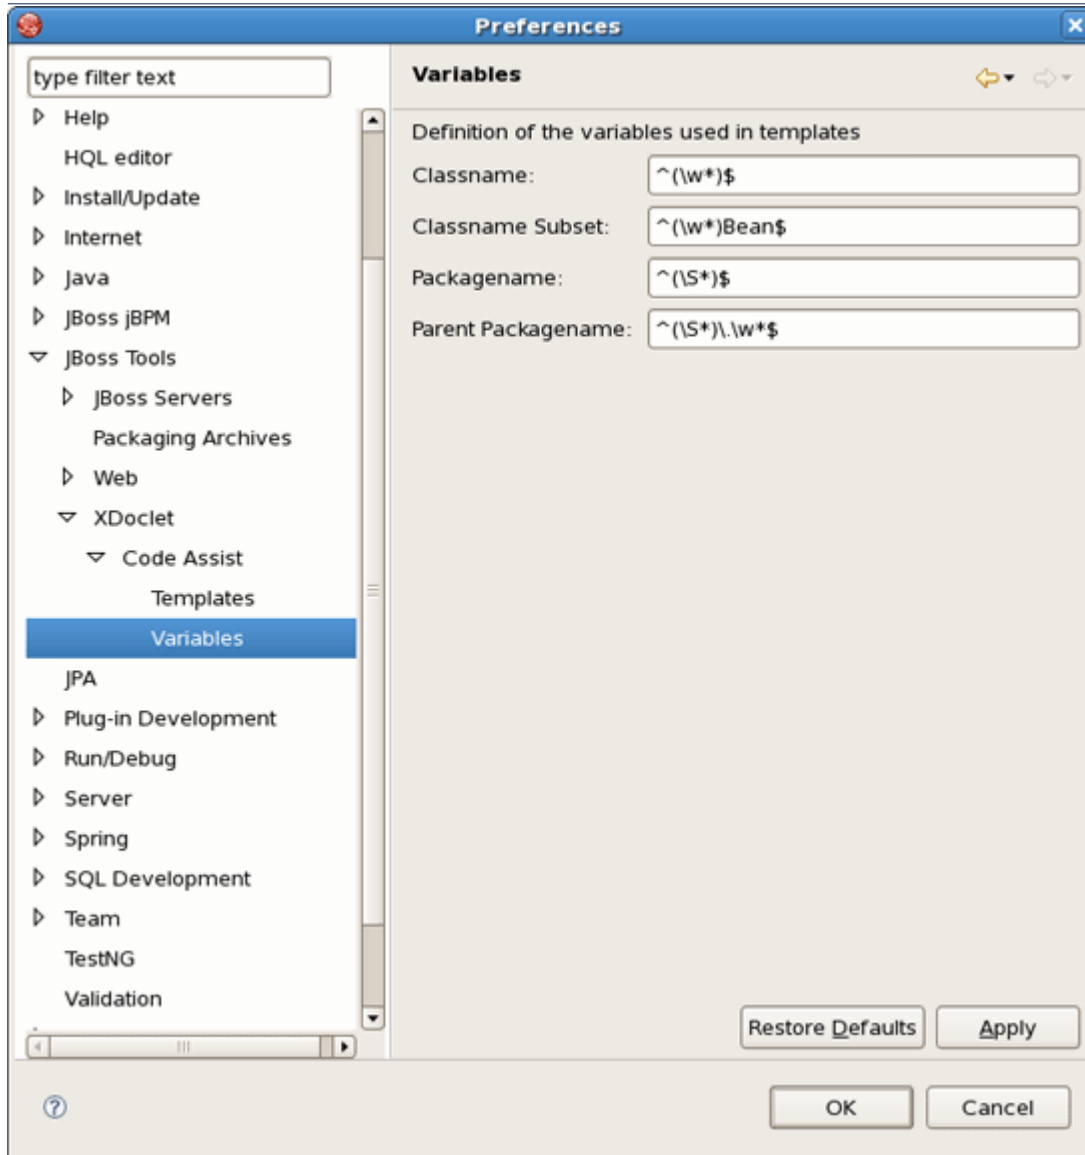 Preferences
type filter text
Help
HQL editor
Install/Update
Internet
Java
JBoss jBPM
JBoss Tools
JBoss Servers
Packaging Archives
Web
XDoclet
Code Assist
Templates
Variables
JPA
Plug-in Development
Run/Debug
Server
Spring
SQL Development
Team
TestNG
Validation
Variables
Definition of the variables used in templates
Classname: ^(\w*)$
Classname Subset: ^(\w*)Bean$
Packagename: ^(\S*)$
Parent Packagename: ^(\S*)\.\w*$
Restore Defaults Apply
? OK Cancel